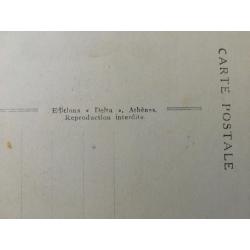 Editions « Delta », Athènes.
Reproduction interdite.
CARTE POSTALE